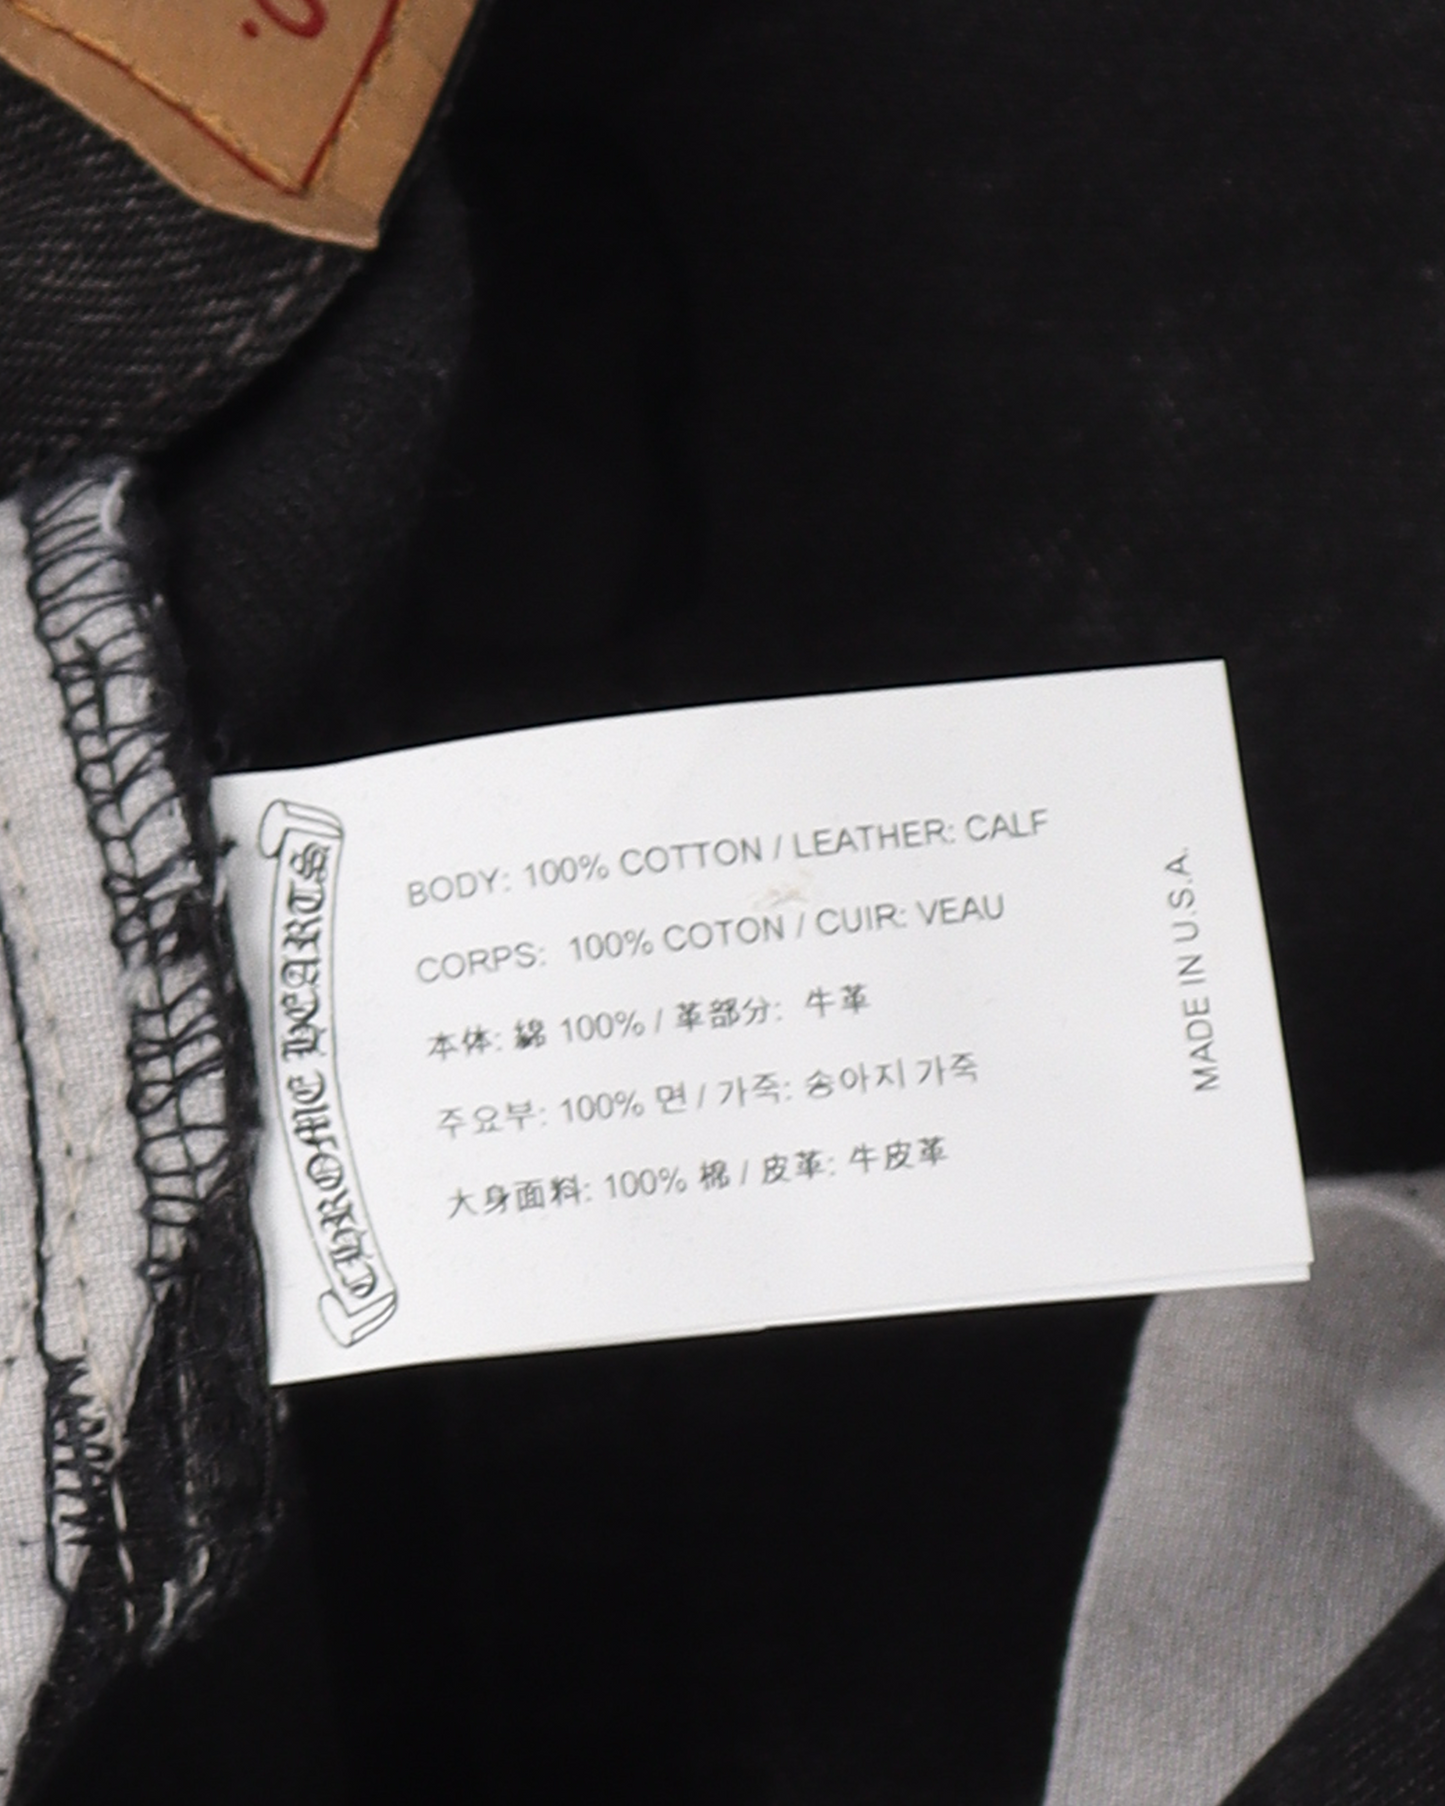 CHROME HEARTS
BODY: 100% COTTON / LEATHER: CALF
CORPS: 100% COTON / CUIR: VEAU
本体: 綿 100% / 革部分: 牛革
주요부: 100% 면 / 가죽: 송아지 가죽
大身面料: 100% 棉 / 皮革: 牛皮革
MADE IN U.S.A.